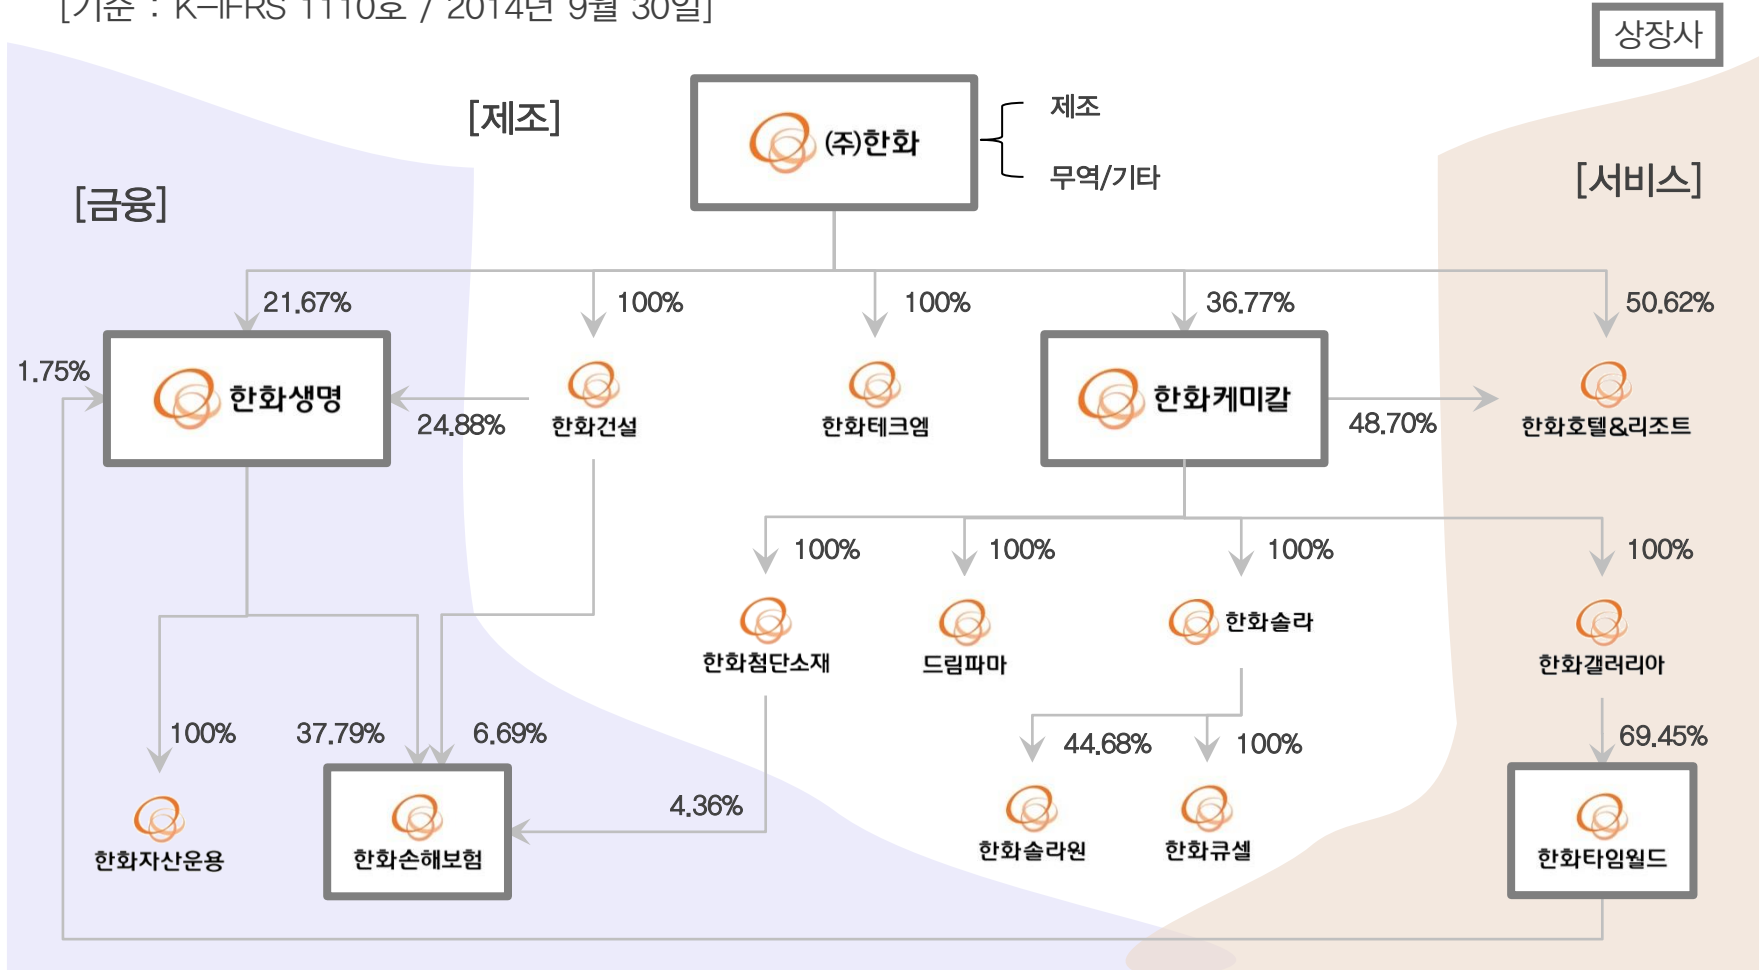 [기준 : K-IFRS 1110호 / 2014년 9월 30일]
상장사
[제조]
(주)한화
제조
무역/기타
[금융]
[서비스]
21.67%
100%
100%
36.77%
50.62%
1.75%
한화생명
24.88%
한화건설
한화테크엠
한화케미칼
48.70%
한화호텔&리조트
100%
100%
100%
100%
한화첨단소재
드림파마
한화솔라
한화갤러리아
100%
37.79%
6.69%
44.68%
100%
69.45%
4.36%
한화자산운용
한화손해보험
한화솔라원
한화큐셀
한화타임월드